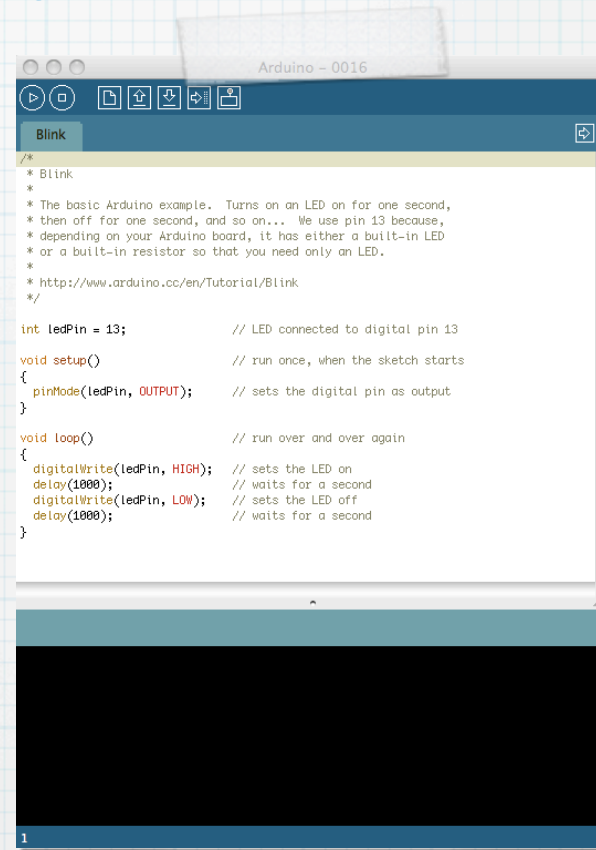 Arduino - 0016
Blink
/*
 * Blink
 *
 * The basic Arduino example.  Turns on an LED on for one second,
 * then off for one second, and so on...  We use pin 13 because,
 * depending on your Arduino board, it has either a built-in LED
 * or a built-in resistor so that you need only an LED.
 *
 * http://www.arduino.cc/en/Tutorial/Blink
 */
int ledPin = 13;                // LED connected to digital pin 13
void setup()                    // run once, when the sketch starts
{
  pinMode(ledPin, OUTPUT);      // sets the digital pin as output
}
void loop()                     // run over and over again
{
  digitalWrite(ledPin, HIGH);   // sets the LED on
  delay(1000);                  // waits for a second
  digitalWrite(ledPin, LOW);    // sets the LED off
  delay(1000);                  // waits for a second
}
1